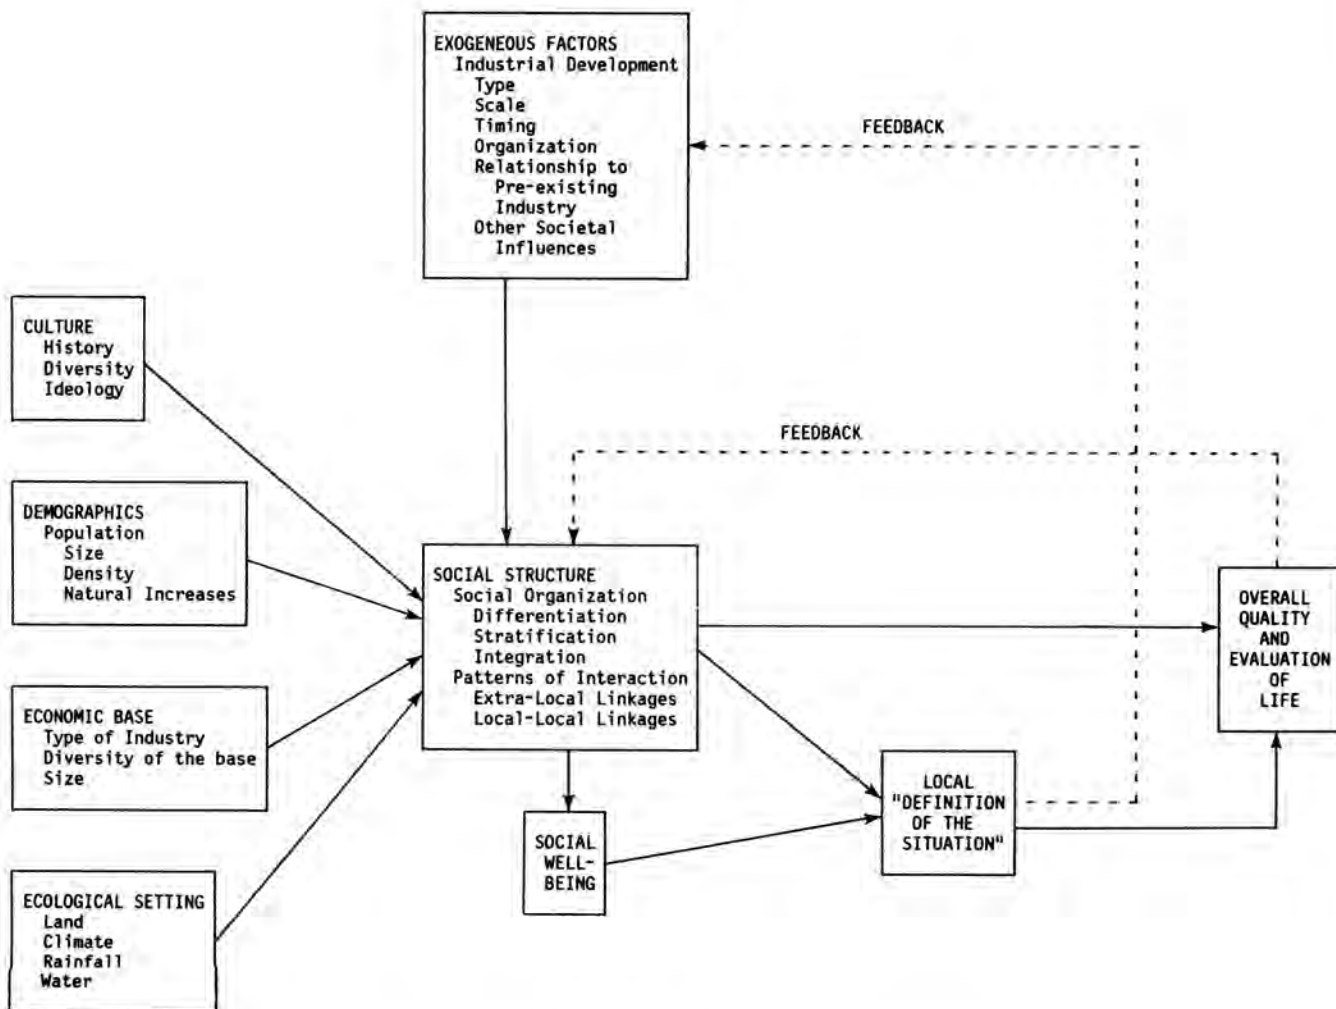 EXOGENEOUS FACTORS
Industrial Development
Type
Scale
Timing
Organization
Relationship to
Pre-existing
Industry
Other Societal
Influences
FEEDBACK
CULTURE
History
Diversity
Ideology
FEEDBACK
DEMOGRAPHICS
Population
Size
Density
Natural Increases
SOCIAL STRUCTURE
Social Organization
Differentiation
Stratification
Integration
Patterns of Interaction
Extra-Local Linkages
Local-Local Linkages
OVERALL
QUALITY
AND
EVALUATION
OF
LIFE
ECONOMIC BASE
Type of Industry
Diversity of the base
Size
LOCAL
"DEFINITION
OF THE
SITUATION"
SOCIAL
WELL-
BEING
ECOLOGICAL SETTING
Land
Climate
Rainfall
Water